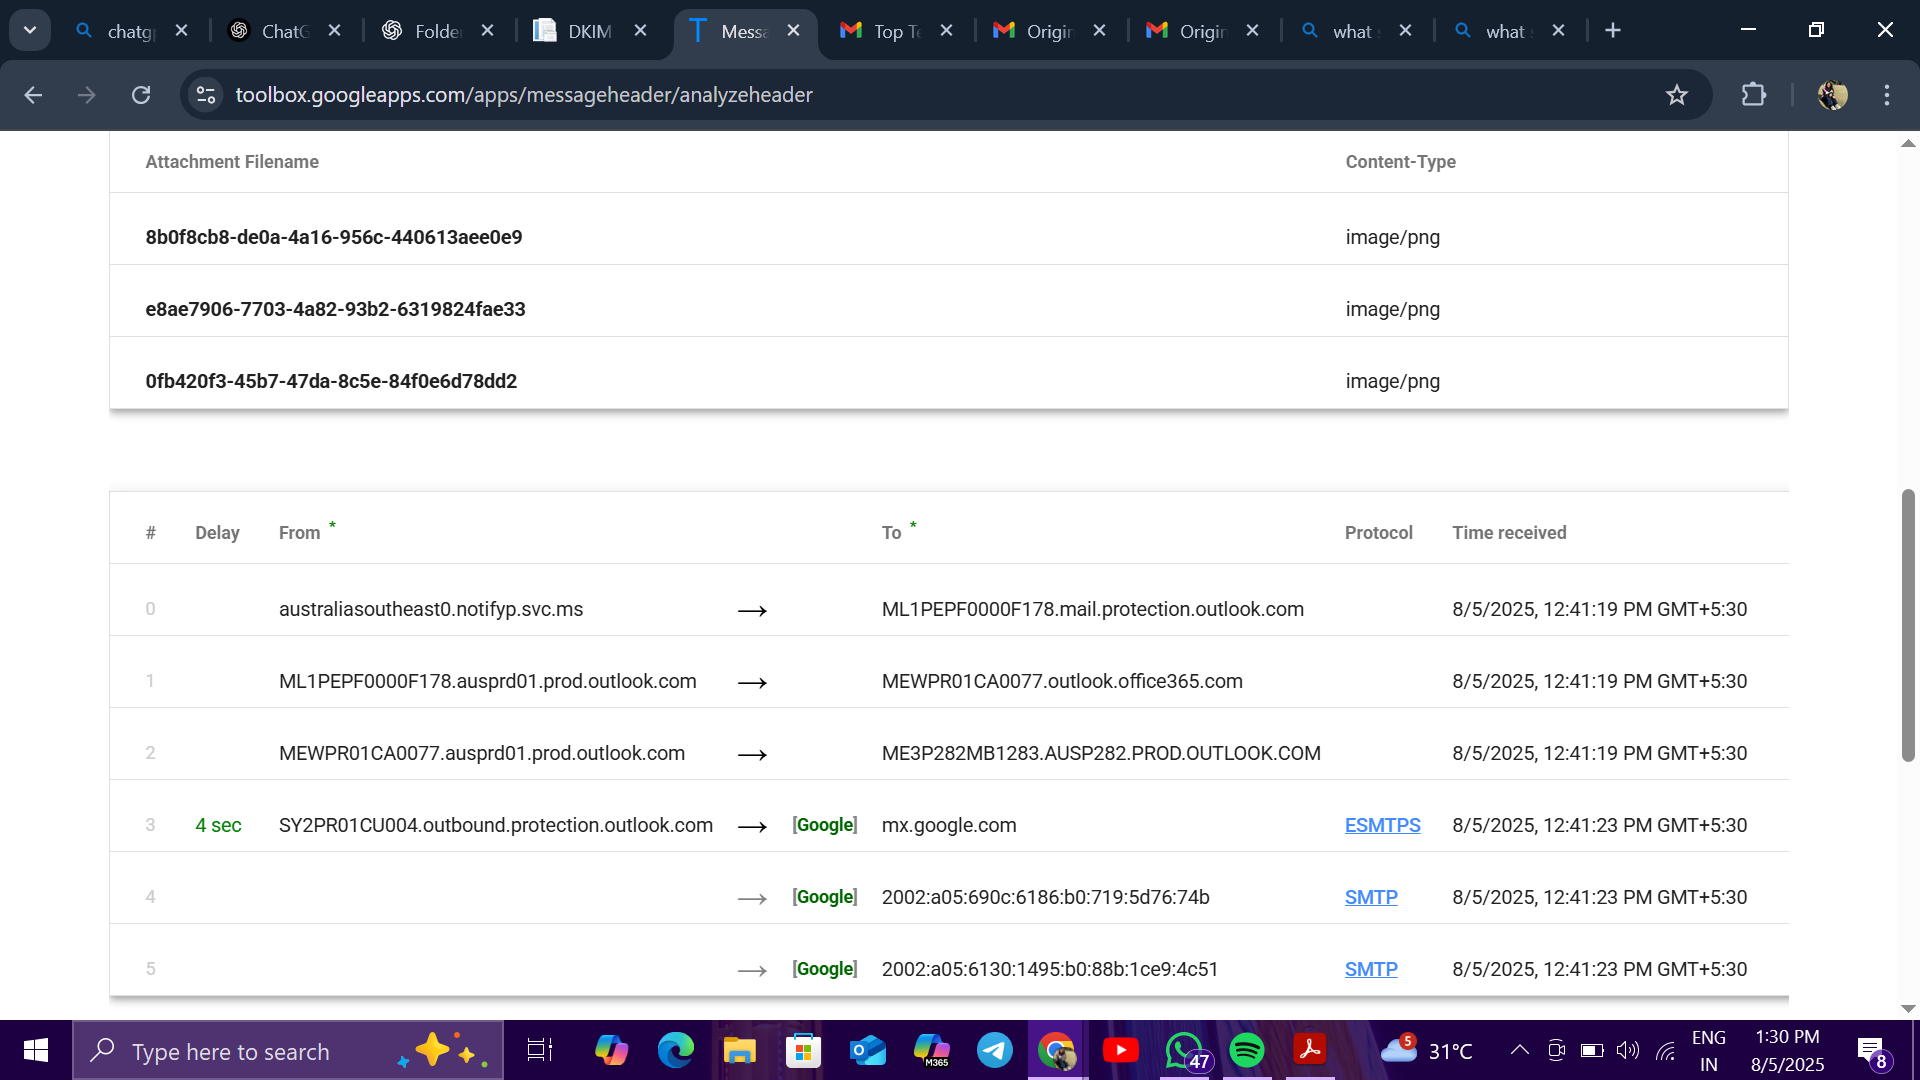 chatg
ChatG
Folde
DKIM
Messa
Top Te
Origin
Origin
what s
what s
toolbox.googleapps.com/apps/messageheader/analyzeheader
Attachment Filename Content-Type
8b0f8cb8-de0a-4a16-956c-440613aee0e9 image/png
e8ae7906-7703-4a82-93b2-6319824fae33 image/png
0fb420f3-45b7-47da-8c5e-84f0e6d78dd2 image/png
# Delay From * To * Protocol Time received
0 australiasoutheast0.notifyp.svc.ms → ML1PEPF0000F178.mail.protection.outlook.com 8/5/2025, 12:41:19 PM GMT+5:30
1 ML1PEPF0000F178.ausprd01.prod.outlook.com → MEWPR01CA0077.outlook.office365.com 8/5/2025, 12:41:19 PM GMT+5:30
2 MEWPR01CA0077.ausprd01.prod.outlook.com → ME3P282MB1283.AUSP282.PROD.OUTLOOK.COM 8/5/2025, 12:41:19 PM GMT+5:30
3 4 sec SY2PR01CU004.outbound.protection.outlook.com → [Google] mx.google.com ESMTPS 8/5/2025, 12:41:23 PM GMT+5:30
4 → [Google] 2002:a05:690c:6186:b0:719:5d76:74b SMTP 8/5/2025, 12:41:23 PM GMT+5:30
5 → [Google] 2002:a05:6130:1495:b0:88b:1ce9:4c51 SMTP 8/5/2025, 12:41:23 PM GMT+5:30
Type here to search
M365
47
5
31°C
ENG
IN
1:30 PM
8/5/2025
8